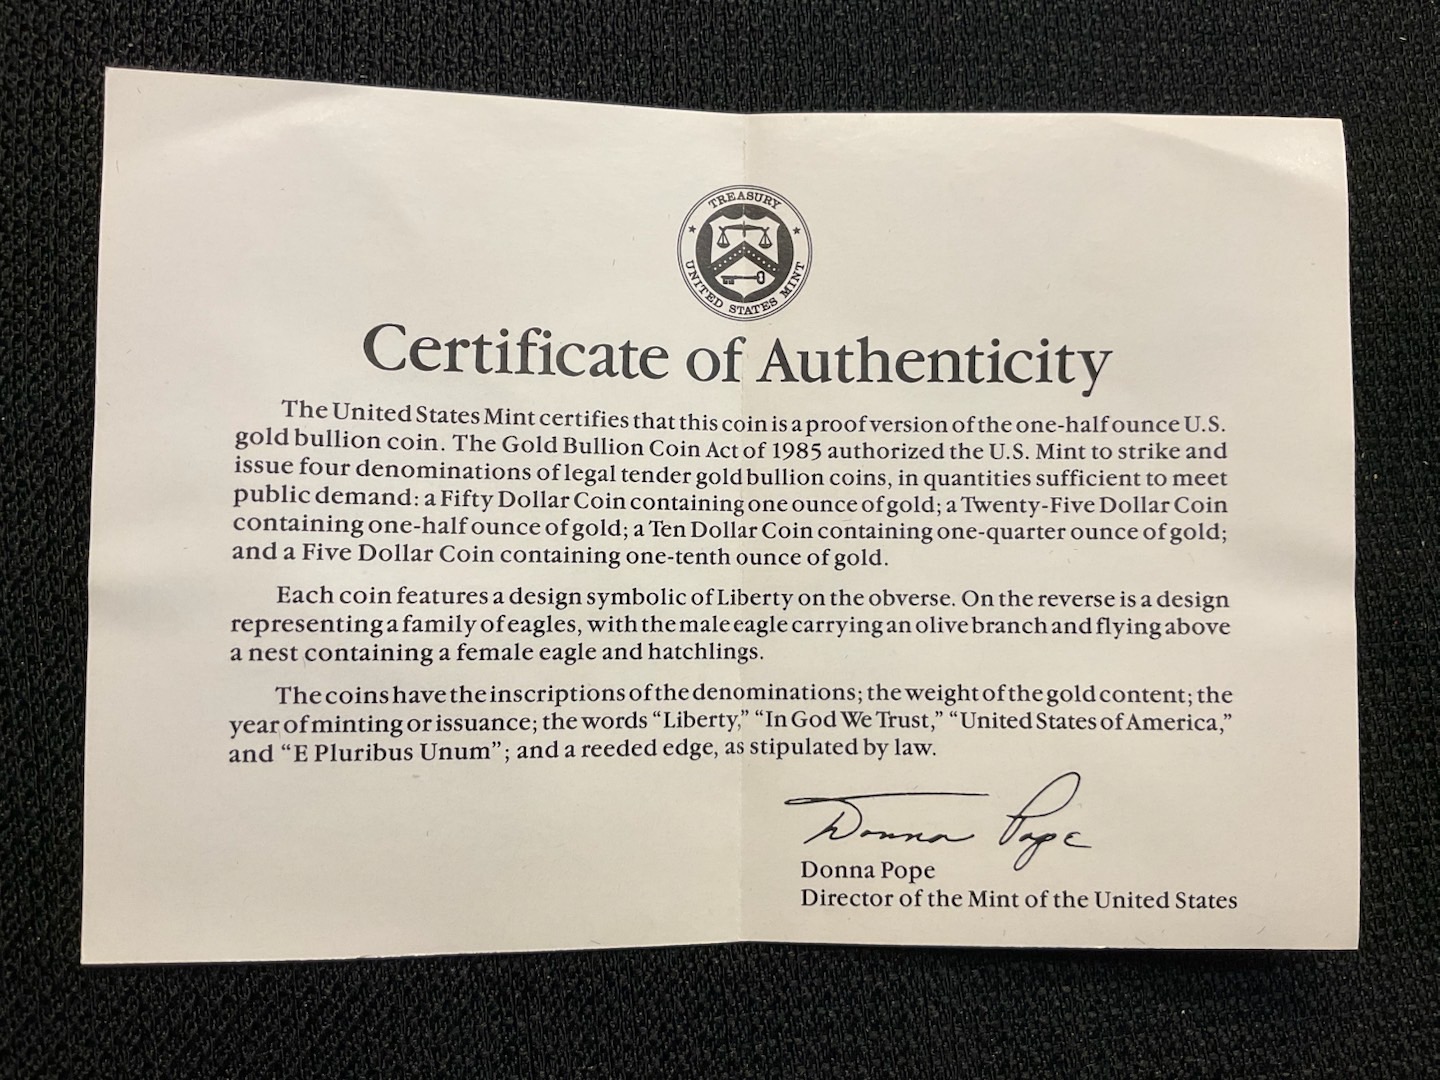 TREASURY
UNITED STATES MINT
Certificate of Authenticity
The United States Mint certifies that this coin is a proof version of the one-half ounce U.S.
gold bullion coin. The Gold Bullion Coin Act of 1985 authorized the U.S. Mint to strike and
issue four denominations of legal tender gold bullion coins, in quantities sufficient to meet
public demand: a Fifty Dollar Coin containing one ounce of gold; a Twenty-Five Dollar Coin
containing one-half ounce of gold; a Ten Dollar Coin containing one-quarter ounce of gold;
and a Five Dollar Coin containing one-tenth ounce of gold.
Each coin features a design symbolic of Liberty on the obverse. On the reverse is a design
representing a family of eagles, with the male eagle carrying an olive branch and flying above
a nest containing a female eagle and hatchlings.
The coins have the inscriptions of the denominations; the weight of the gold content; the
year of minting or issuance; the words “Liberty,” “In God We Trust,” “United States of America,”
and “E Pluribus Unum”; and a reeded edge, as stipulated by law.
Donna Pope
Donna Pope
Director of the Mint of the United States